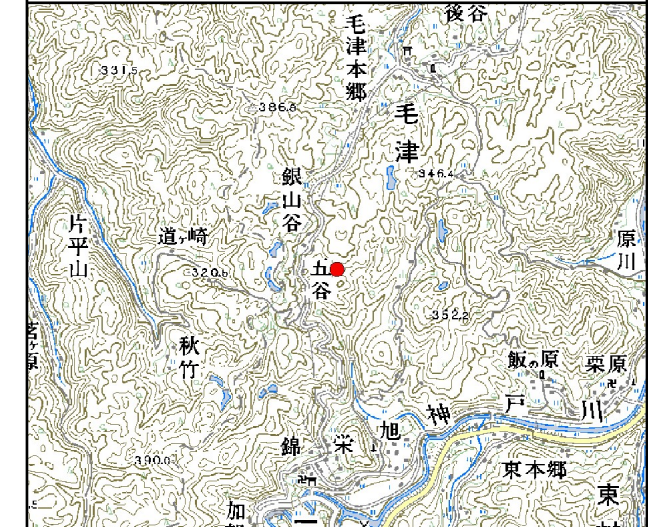 後谷
毛津本郷
331.5
386.8
毛津
銀山谷
346.4
片平山
道ヶ崎
原川
五谷
320.6
352.2
秋竹
飯の原
栗原
神戸川
旭
錦
栄
390.0
東本郷
東